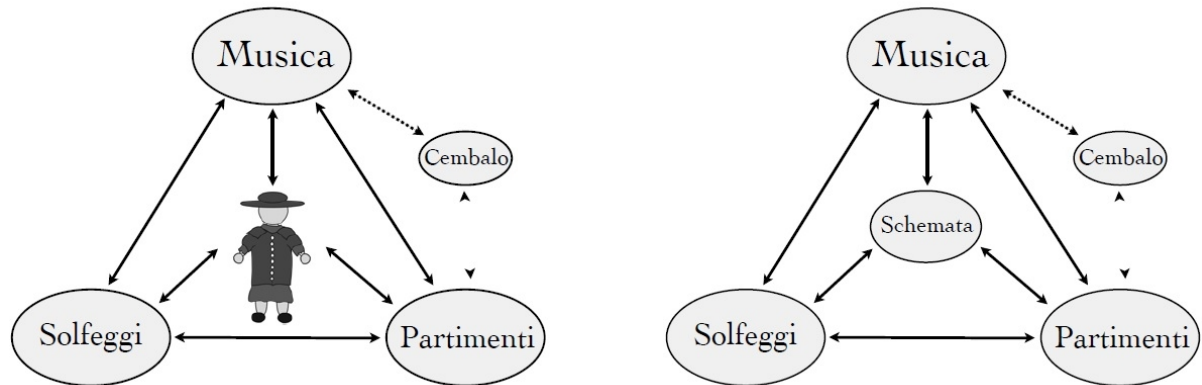 Musica
Cembalo
Solfeggi
Partimenti
Musica
Cembalo
Schemata
Solfeggi
Partimenti